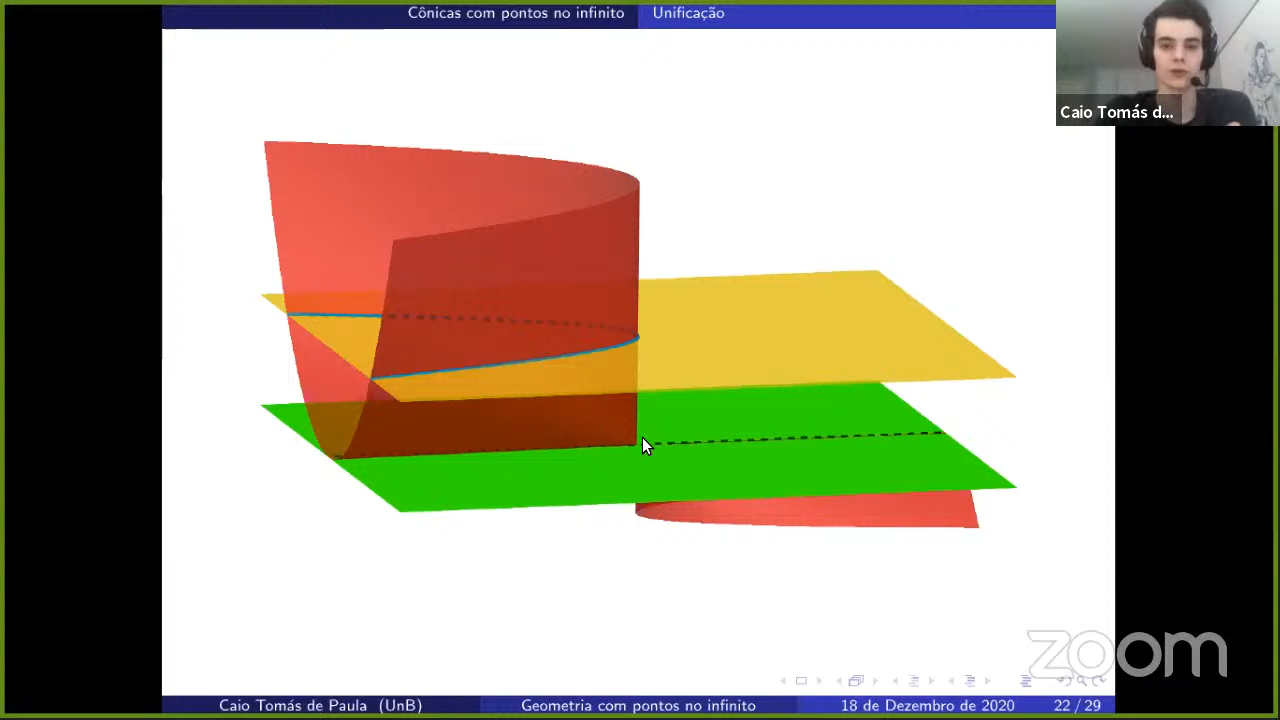 Cônicas com pontos no infinito
Unificação
Caio Tomás d...
zoom
Caio Tomás de Paula (UnB)
Geometria com pontos no infinito
18 de Dezembro de 2020
22 / 29